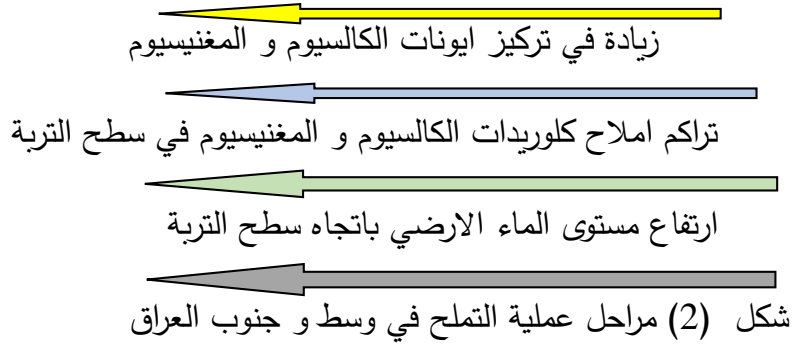 زيادة في تركيز ايونات الكالسيوم و المغنيسيوم
تراكم املاح كلوريدات الكالسيوم و المغنيسيوم في سطح التربة
ارتفاع مستوى الماء الارضي باتجاه سطح التربة
شكل (2) مراحل عملية التملح في وسط و جنوب العراق